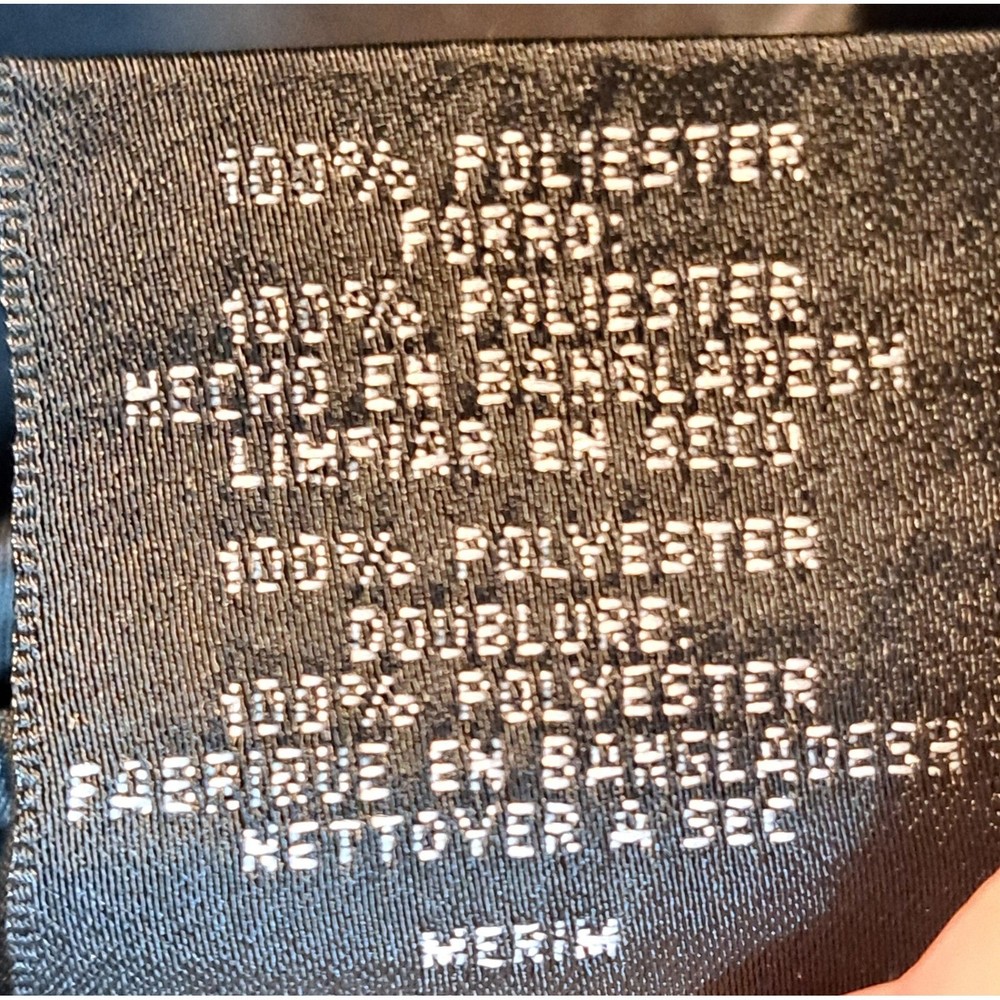 100% POLIESTER
FORRO:
100% POLIESTER
HECHO EN BANGLADESH
LIMPIAR EN SECO
100% POLYESTER
DOUBLURE:
100% POLYESTER
FABRIQUE EN BANGLADESH
NETTOYER A SEC
MERIM